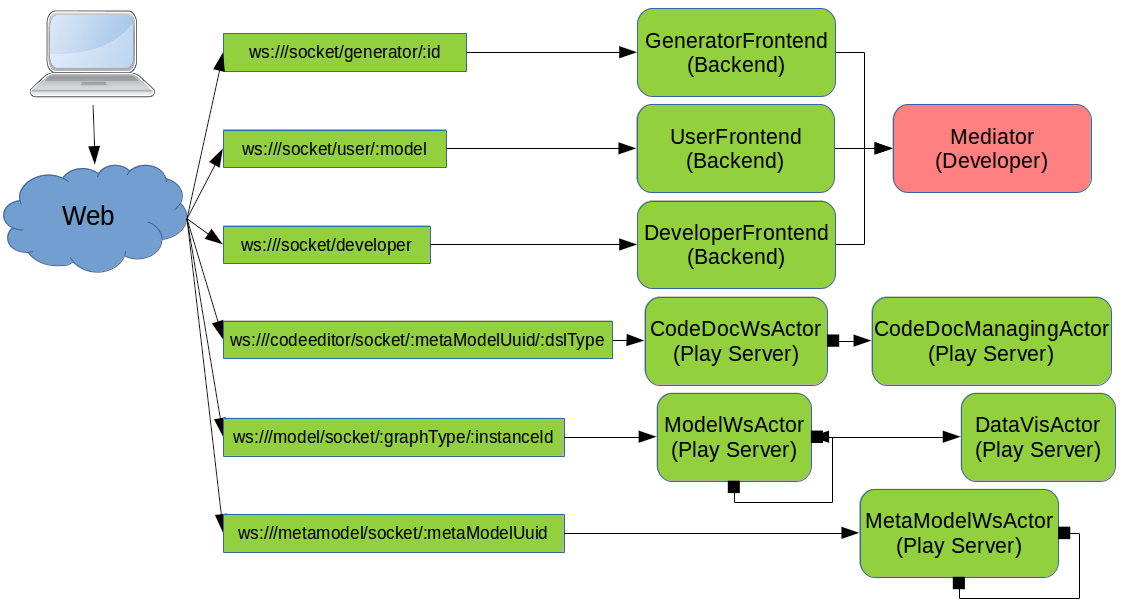 Web
ws:///socket/generator/:id
GeneratorFrontend
(Backend)
ws:///socket/user/:model
UserFrontend
(Backend)
Mediator
(Developer)
ws:///socket/developer
DeveloperFrontend
(Backend)
ws:///codeeditor/socket/:metaModelUuid/:dslType
CodeDocWsActor
(Play Server)
CodeDocManagingActor
(Play Server)
ws:///model/socket/:graphType/:instanceId
ModelWsActor
(Play Server)
DataVisActor
(Play Server)
ws:///metamodel/socket/:metaModelUuid
MetaModelWsActor
(Play Server)